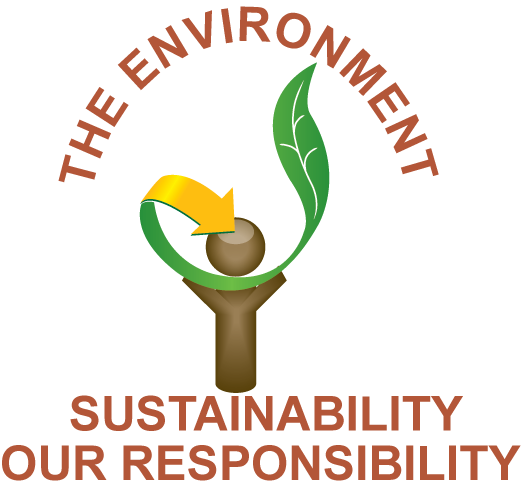 THE ENVIRONMENT
SUSTAINABILITY
OUR RESPONSIBILITY